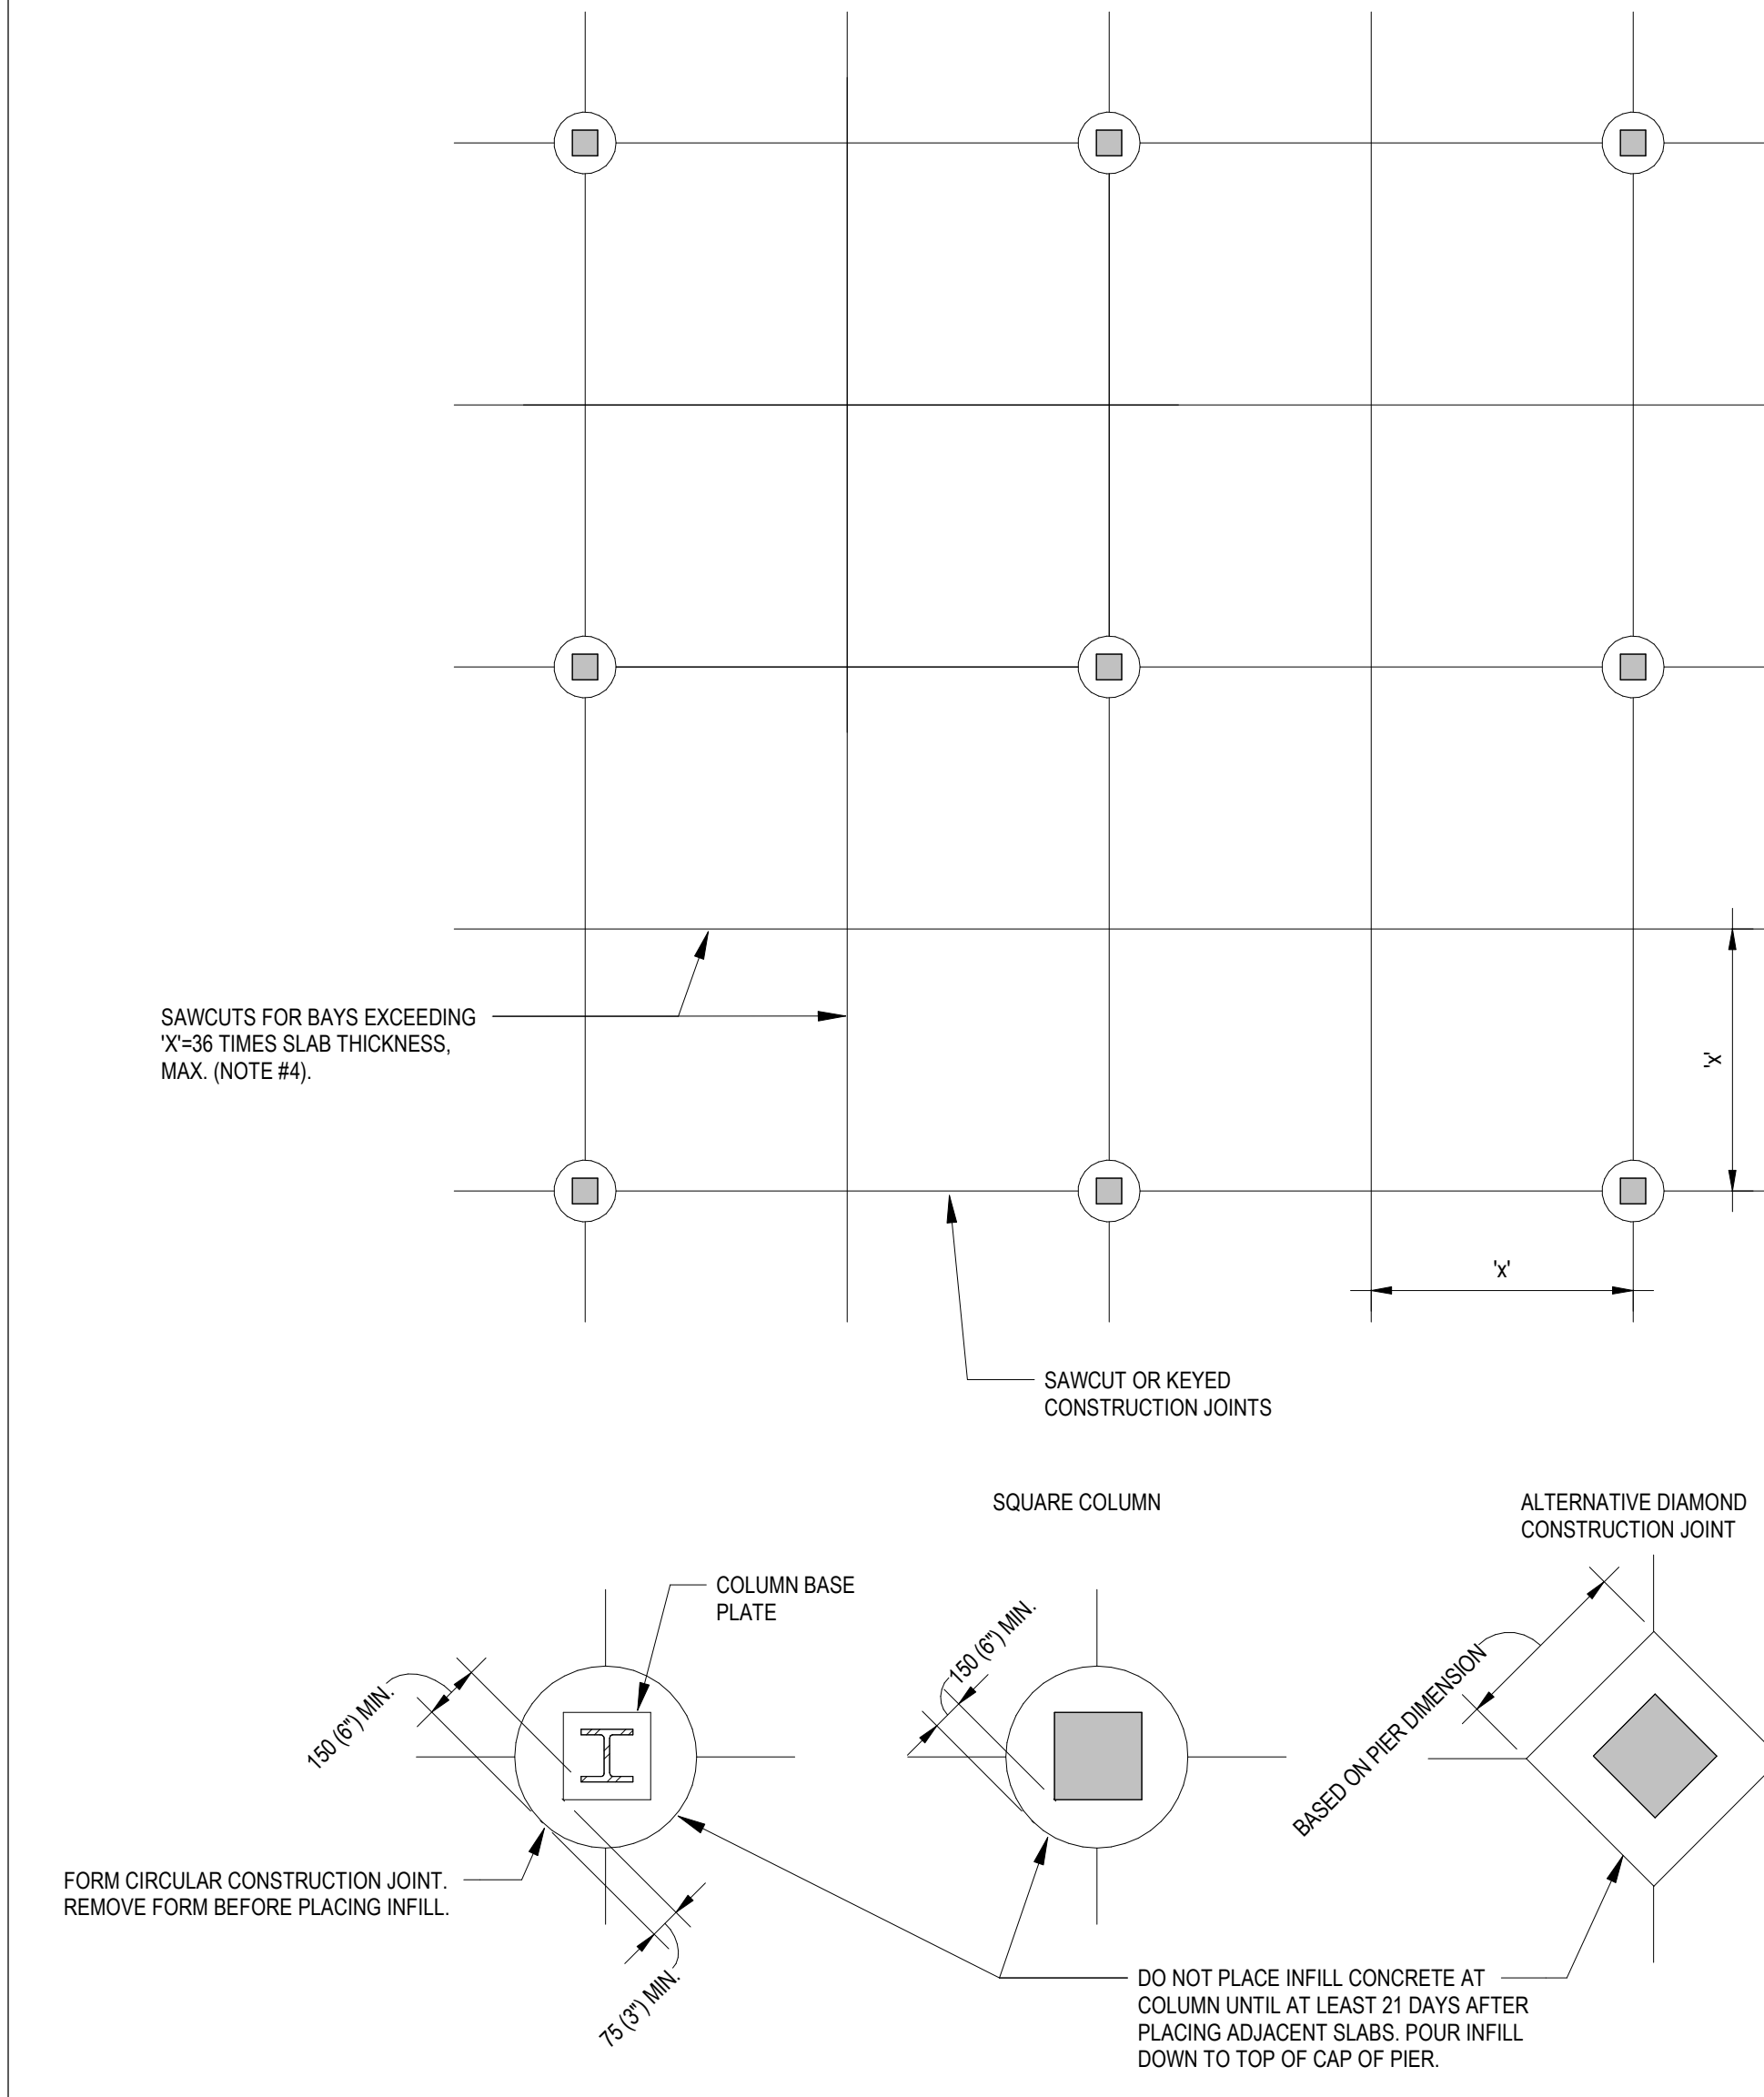 SAWCUTS FOR BAYS EXCEEDING
'X'=36 TIMES SLAB THICKNESS,
MAX. (NOTE #4).
'x'
'x'
SAWCUT OR KEYED
CONSTRUCTION JOINTS
SQUARE COLUMN
ALTERNATIVE DIAMOND
CONSTRUCTION JOINT
COLUMN BASE
PLATE
150 (6") MIN.
150 (6") MIN.
BASED ON PIER DIMENSION
FORM CIRCULAR CONSTRUCTION JOINT.
REMOVE FORM BEFORE PLACING INFILL.
75 (3") MIN.
DO NOT PLACE INFILL CONCRETE AT
COLUMN UNTIL AT LEAST 21 DAYS AFTER
PLACING ADJACENT SLABS. POUR INFILL
DOWN TO TOP OF CAP OF PIER.